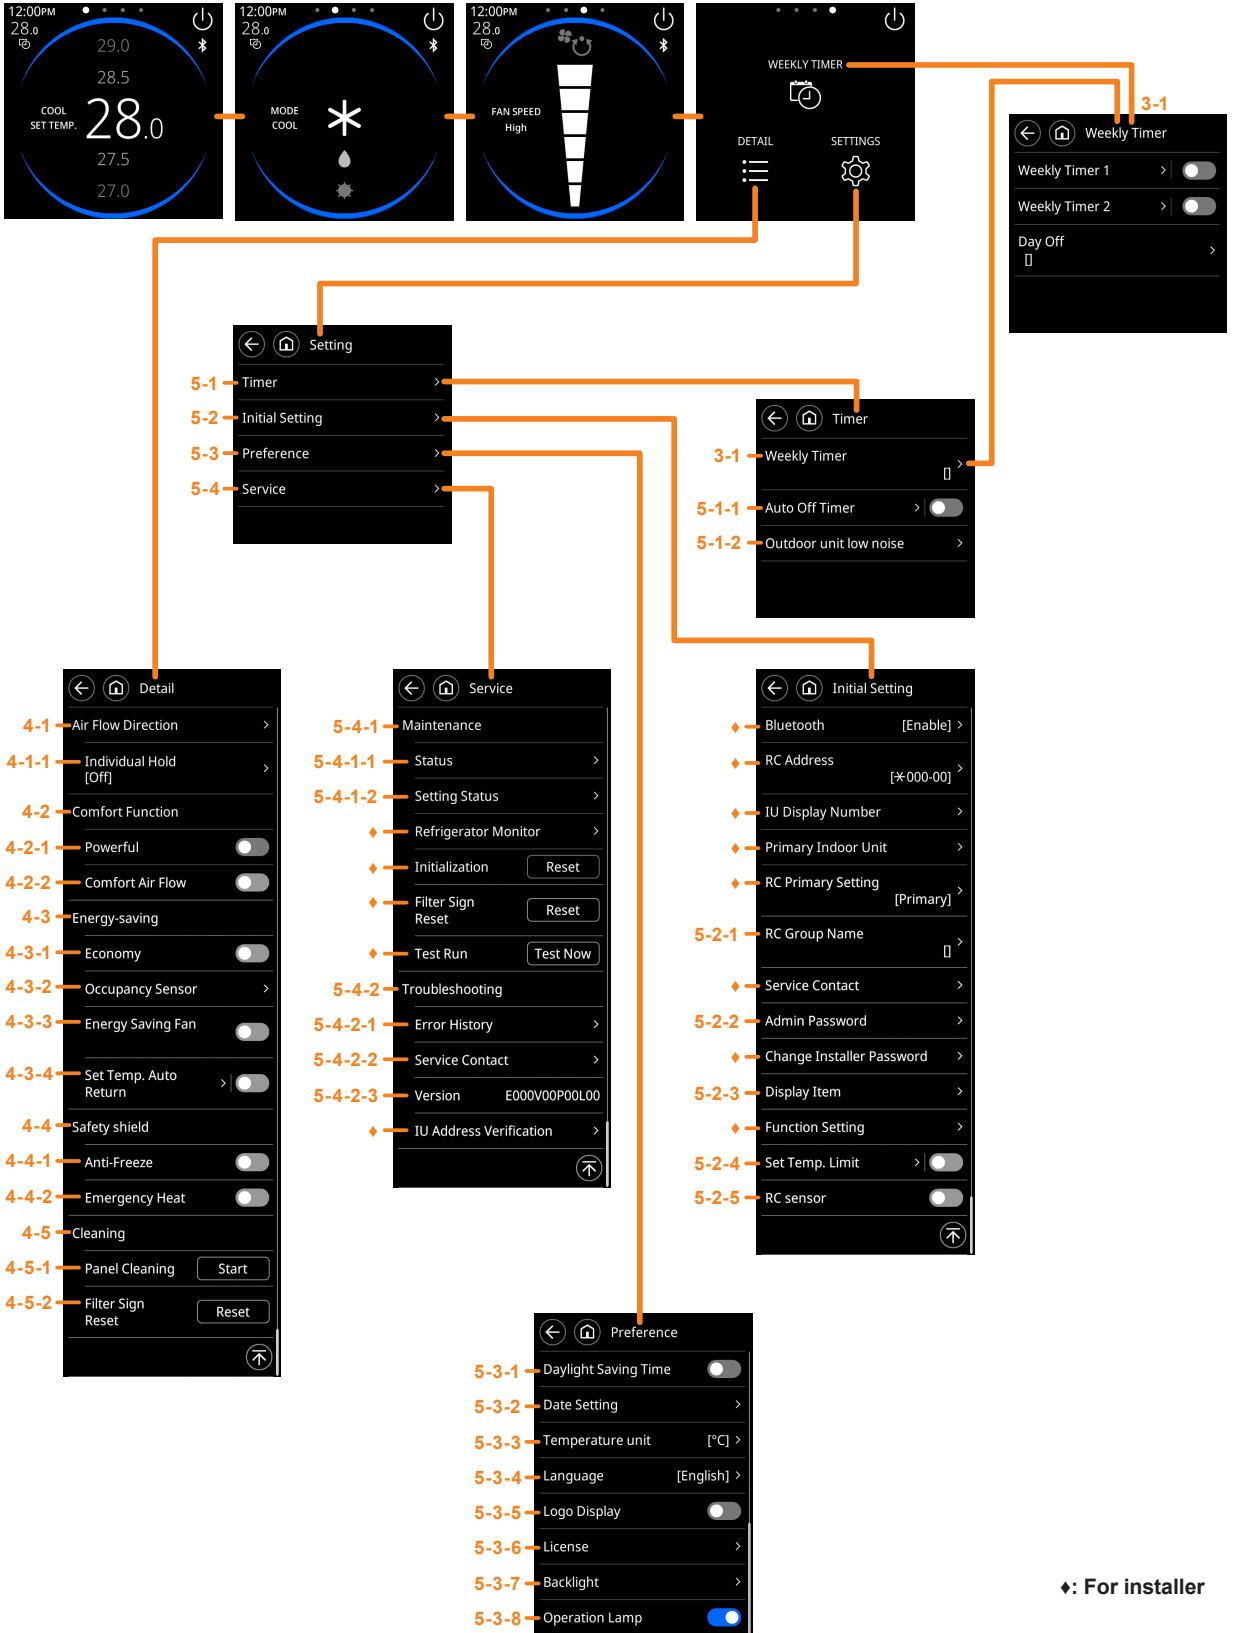 12:00PM
28.0
29.0
28.5
COOL
SET TEMP.
28.0
27.5
27.0
12:00PM
28.0
MODE
COOL
12:00PM
28.0
FAN SPEED
High
WEEKLY TIMER
DETAIL
SETTINGS
3-1
Weekly Timer
Weekly Timer 1
Weekly Timer 2
Day Off
[]
Setting
5-1 Timer
5-2 Initial Setting
5-3 Preference
5-4 Service
Timer
3-1 Weekly Timer
[]
5-1-1 Auto Off Timer
5-1-2 Outdoor unit low noise
Detail
4-1 Air Flow Direction
4-1-1 Individual Hold
[Off]
4-2 Comfort Function
4-2-1 Powerful
4-2-2 Comfort Air Flow
4-3 Energy-saving
4-3-1 Economy
4-3-2 Occupancy Sensor
4-3-3 Energy Saving Fan
4-3-4 Set Temp. Auto
Return
4-4 Safety shield
4-4-1 Anti-Freeze
4-4-2 Emergency Heat
4-5 Cleaning
4-5-1 Panel Cleaning Start
4-5-2 Filter Sign
Reset Reset
Service
5-4-1 Maintenance
5-4-1-1 Status
5-4-1-2 Setting Status
♦ Refrigerator Monitor
♦ Initialization Reset
♦ Filter Sign
Reset Reset
♦ Test Run Test Now
5-4-2 Troubleshooting
5-4-2-1 Error History
5-4-2-2 Service Contact
5-4-2-3 Version E000V00P00L00
♦ IU Address Verification
Initial Setting
♦ Bluetooth [Enable]
♦ RC Address
[✶000-00]
♦ IU Display Number
♦ Primary Indoor Unit
♦ RC Primary Setting
[Primary]
5-2-1 RC Group Name
[]
♦ Service Contact
5-2-2 Admin Password
♦ Change Installer Password
5-2-3 Display Item
♦ Function Setting
5-2-4 Set Temp. Limit
5-2-5 RC sensor
Preference
5-3-1 Daylight Saving Time
5-3-2 Date Setting
5-3-3 Temperature unit [°C]
5-3-4 Language [English]
5-3-5 Logo Display
5-3-6 License
5-3-7 Backlight
5-3-8 Operation Lamp
♦: For installer